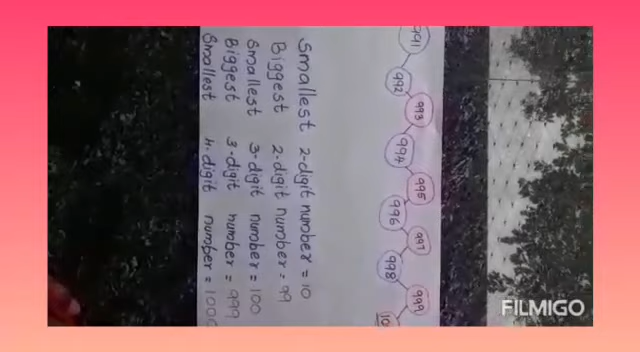 991
992
993
994
995
996
997
998
999
10
Smallest 2-digit number = 10
Biggest 2-digit number = 99
Smallest 3-digit number = 100
Biggest 3-digit number = 999
Smallest 4-digit number = 1000
FILMIGO